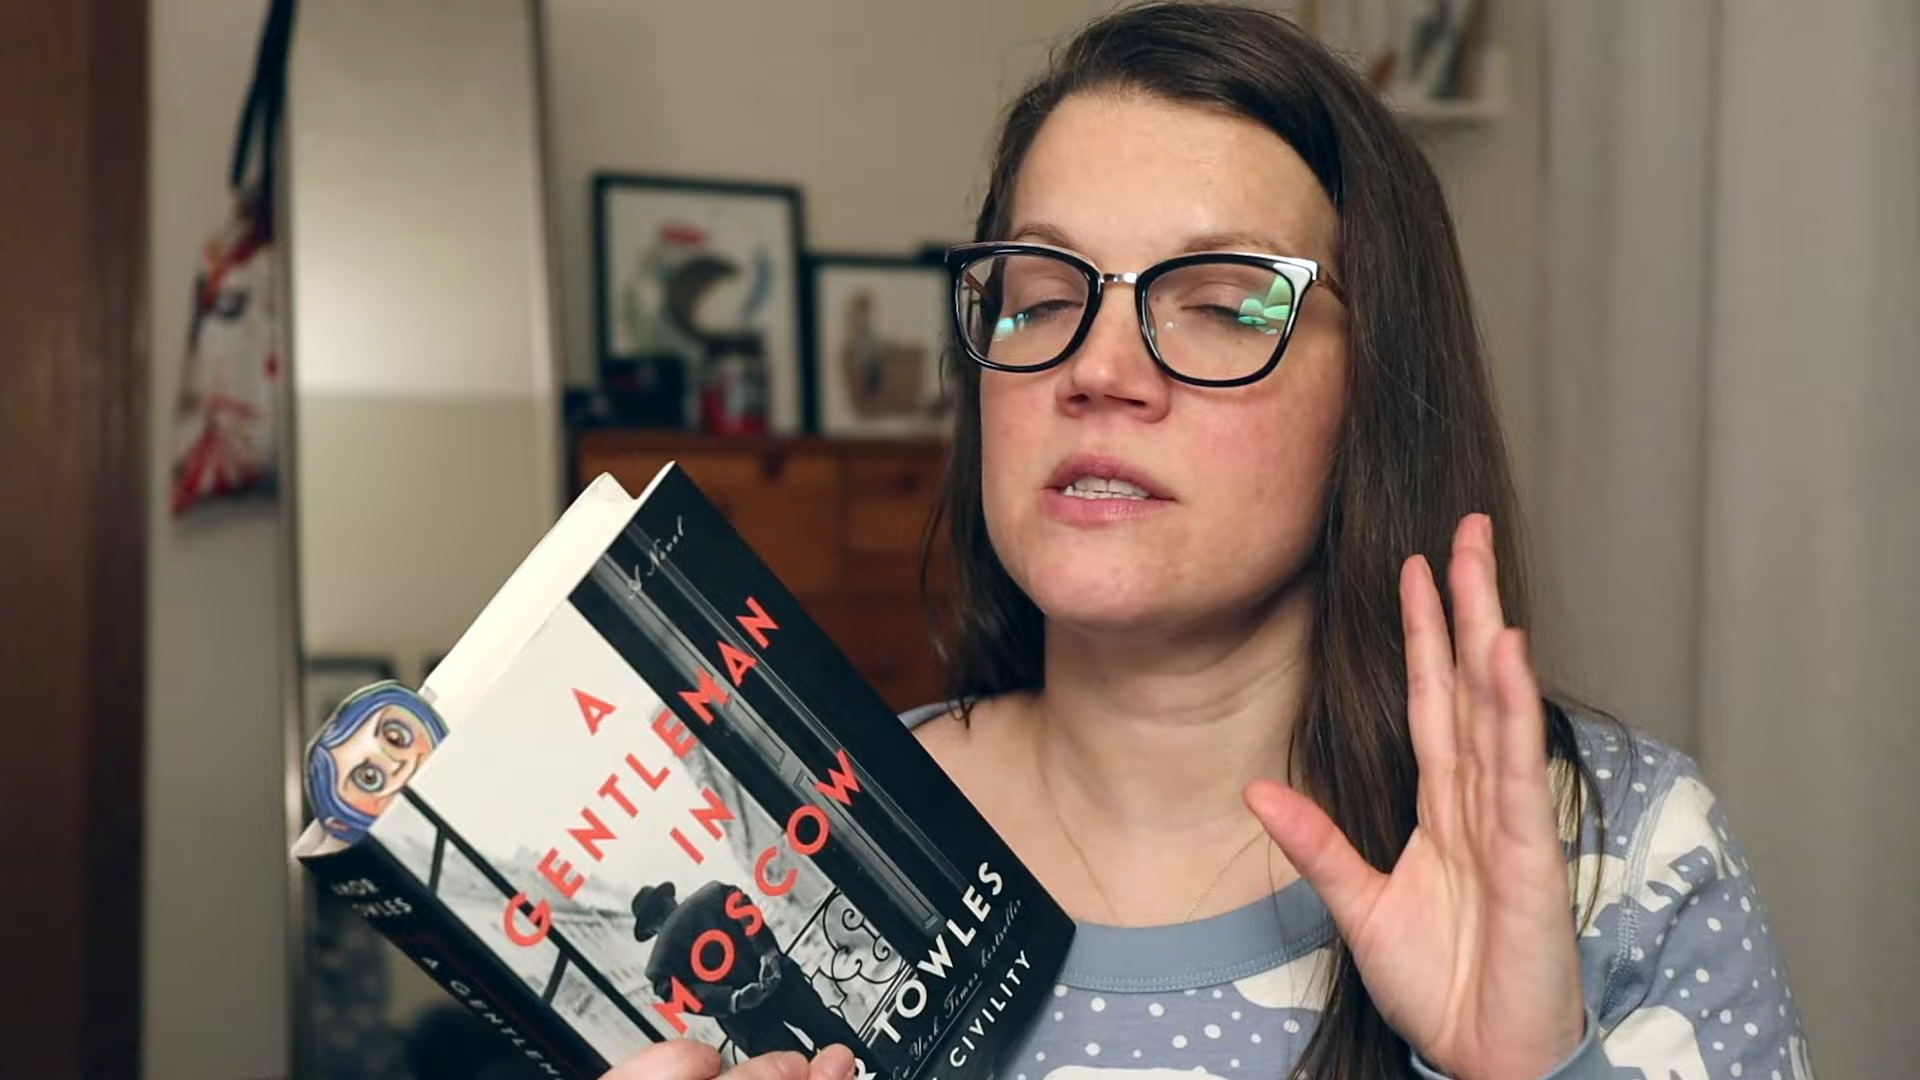 A Novel
A
GENTLEMAN
IN
MOSCOW
TOWLES
New York Times bestseller
CIVILITY
TOWLES
A GENTLEM